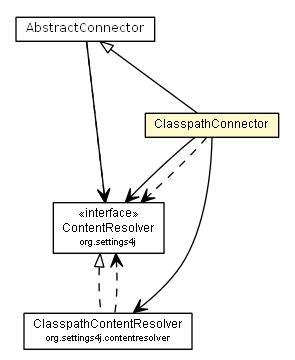 AbstractConnector
ClasspathConnector
«interface»
ContentResolver
org.settings4j
ClasspathContentResolver
org.settings4j.contentresolver